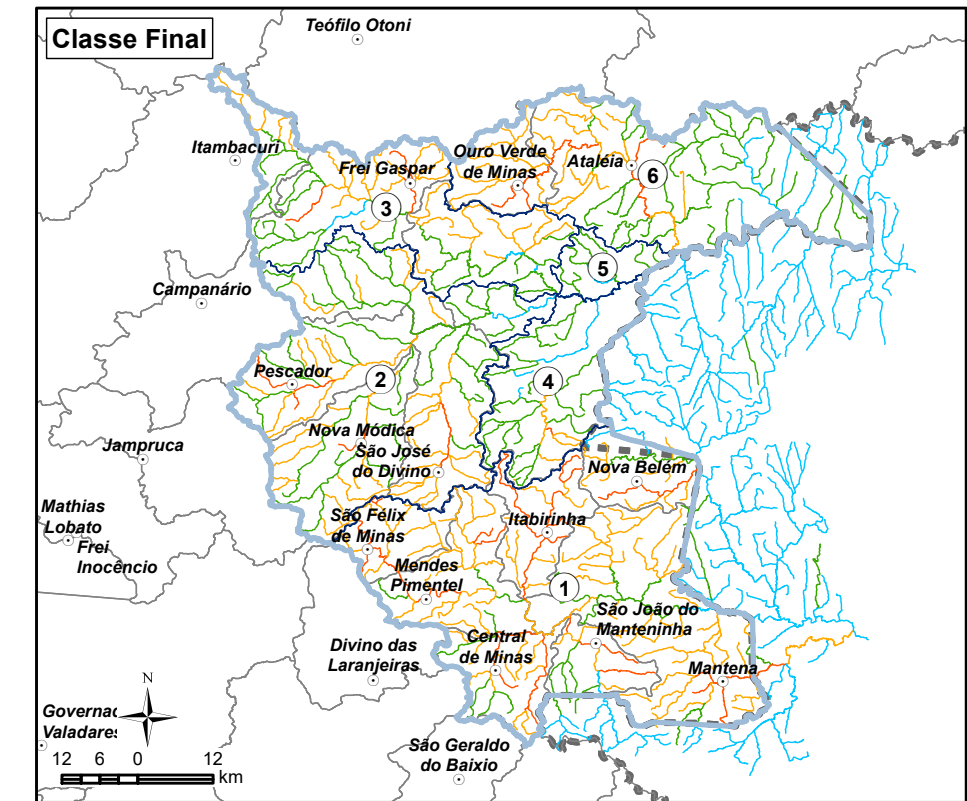 Classe Final
Teófilo Otoni
Itambacuri
Frei Gaspar
Ouro Verde
de Minas
Ataléia
6
3
5
Campanário
Pescador
2
4
Nova Módica
São José
do Divino
Jampruca
Nova Belém
Mathias
Lobato
Frei
Inocêncio
São Félix
de Minas
Itabirinha
Mendes
Pimentel
1
São João do
Manteninha
Divino das
Laranjeiras
Central
de Minas
Mantena
N
Valadares
São Geraldo
do Baixio
12 6 0 12
km